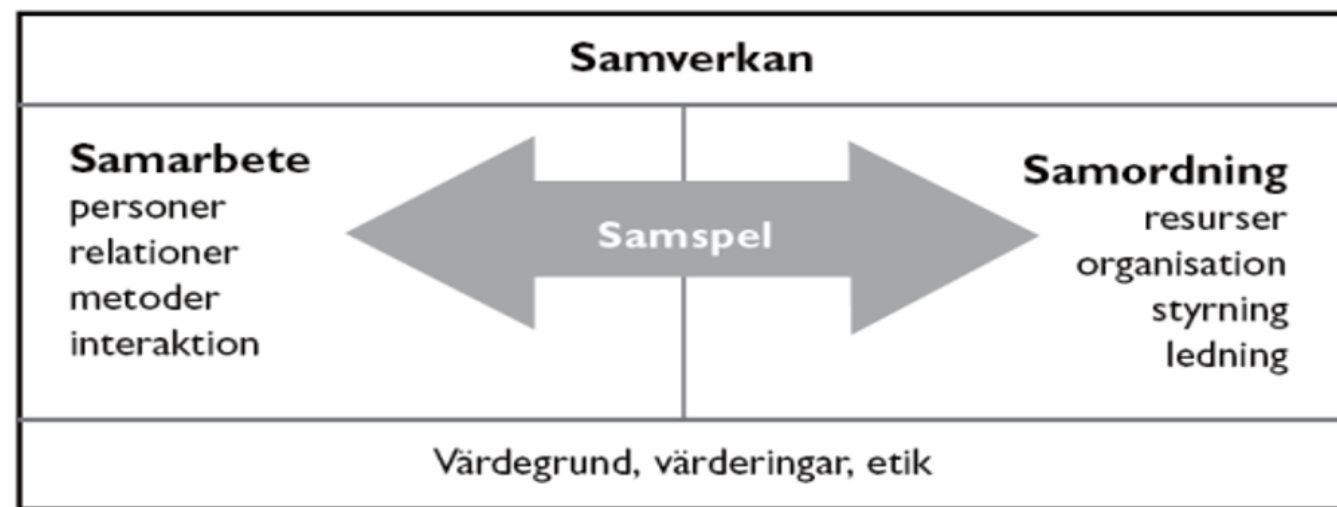 Samverkan
Samarbete
personer
relationer
metoder
interaktion
Samspel
Samordning
resurser
organisation
styrning
ledning
Värdegrund, värderingar, etik